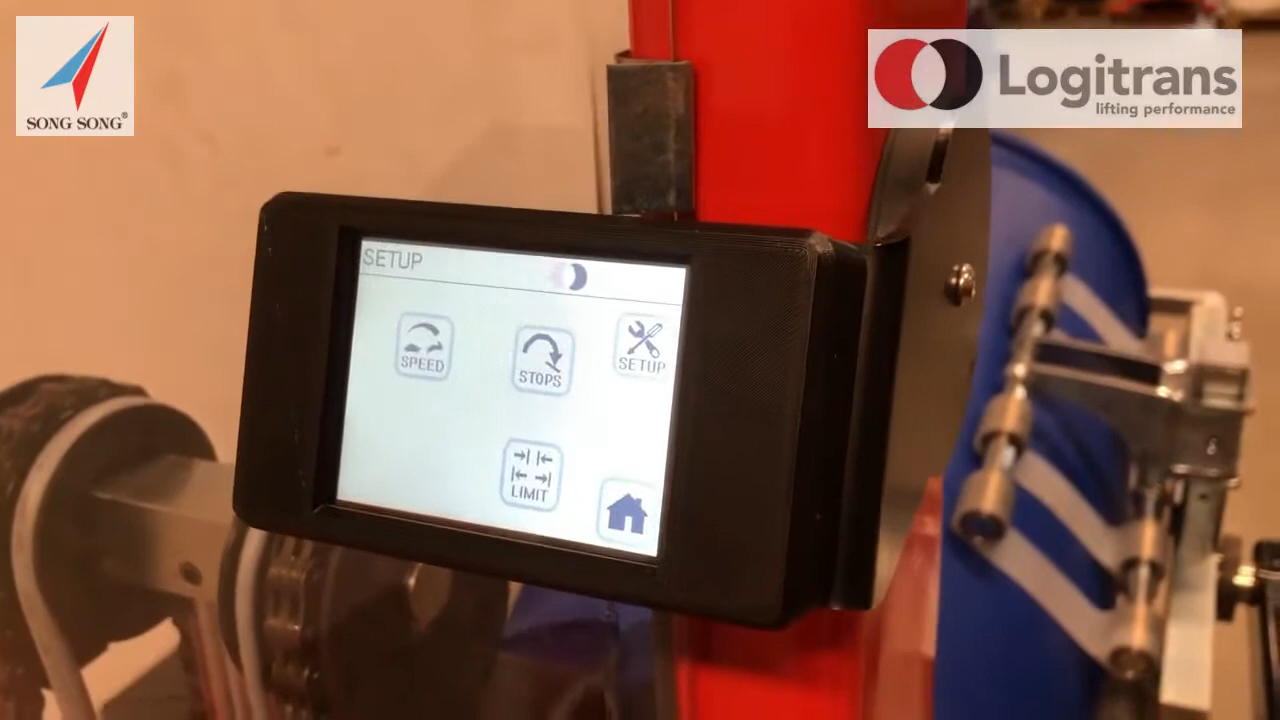 SONG SONG®
Logitrans
lifting performance
SETUP
SPEED
STOPS
SETUP
LIMIT